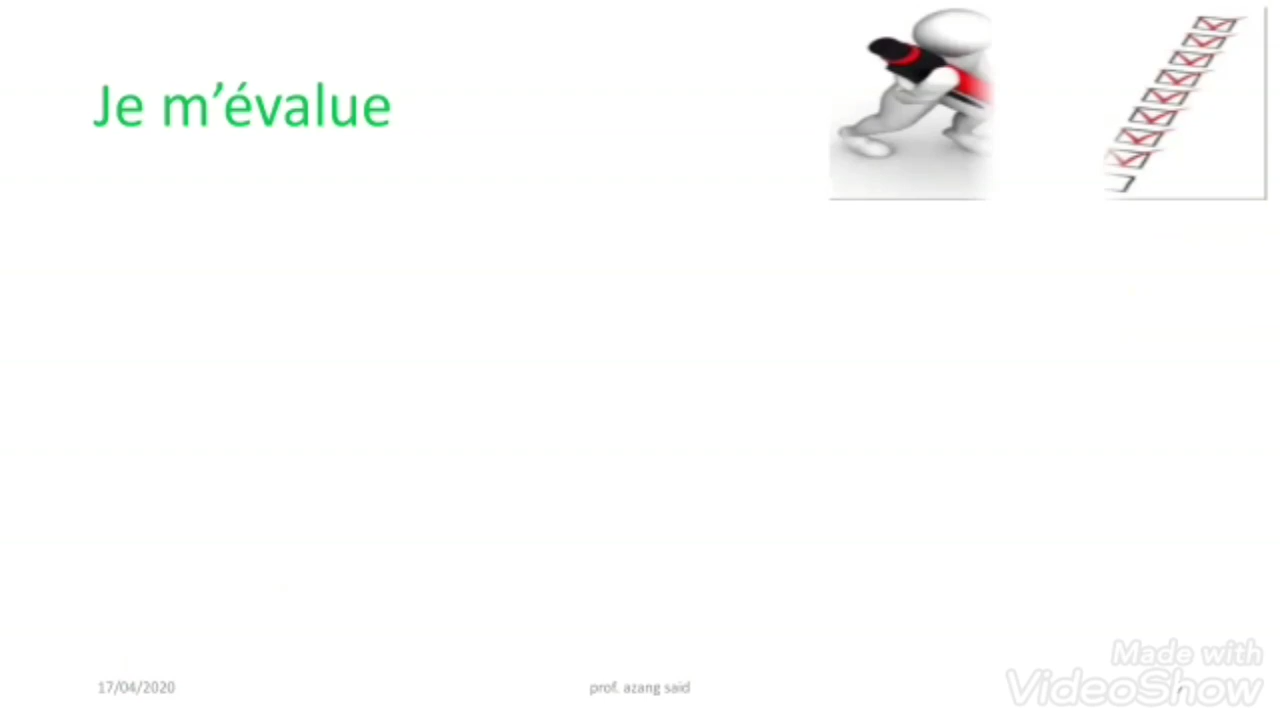 Je m'évalue
17/04/2020
prof. azang said
Made with
VideoShow